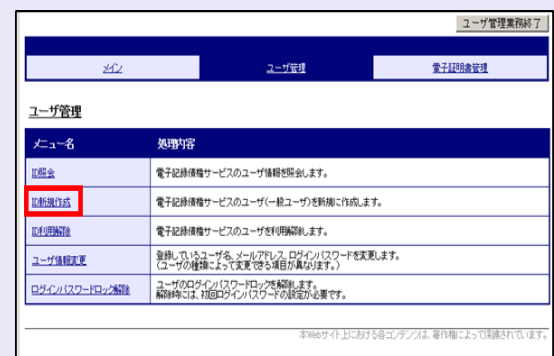 ユーザ管理業務終了
メイン ユーザ管理 電子証明書管理
ユーザ管理
メニュー名 処理内容
ID照会 電子記録債権サービスのユーザ情報を照会します。
ID新規作成 電子記録債権サービスのユーザ(一般ユーザ)を新規に作成します。
ID利用解除 電子記録債権サービスのユーザを利用解除します。
ユーザ情報変更 登録しているユーザ名、メールアドレス、ログインパスワードを変更します。
(ユーザの種類によって変更できる項目が異なります。)
ログインパスワードロック解除 ユーザのログインパスワードロックを解除します。
解除時には、初回ログインパスワードの設定が必要です。
本Webサイト上における各コンテンツは、著作権によって保護されています。